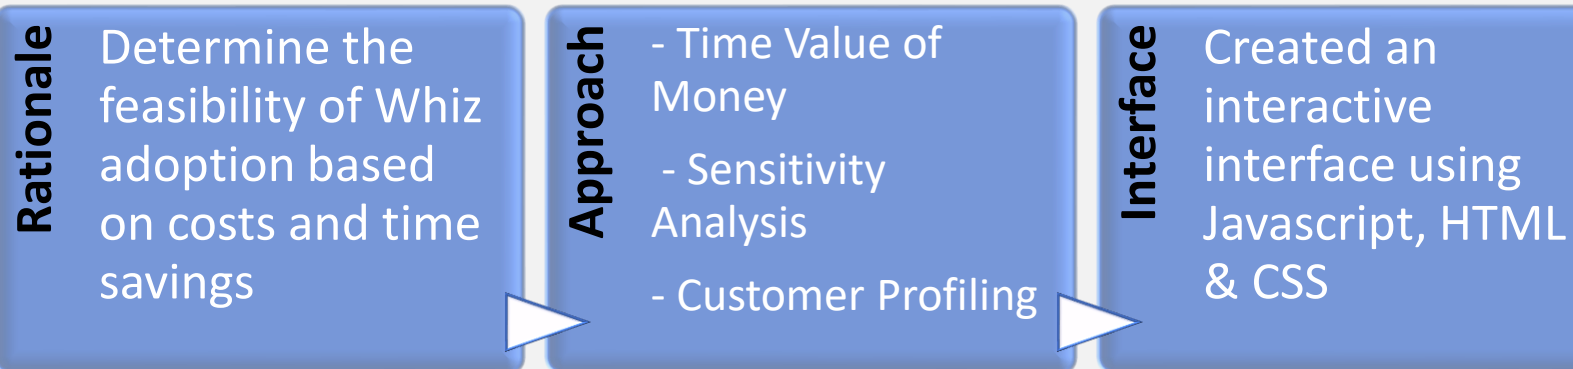 Rationale
Determine the
feasibility of Whiz
adoption based
on costs and time
savings
Approach
- Time Value of
Money
- Sensitivity
Analysis
- Customer Profiling
Interface
Created an
interactive
interface using
Javascript, HTML
& CSS